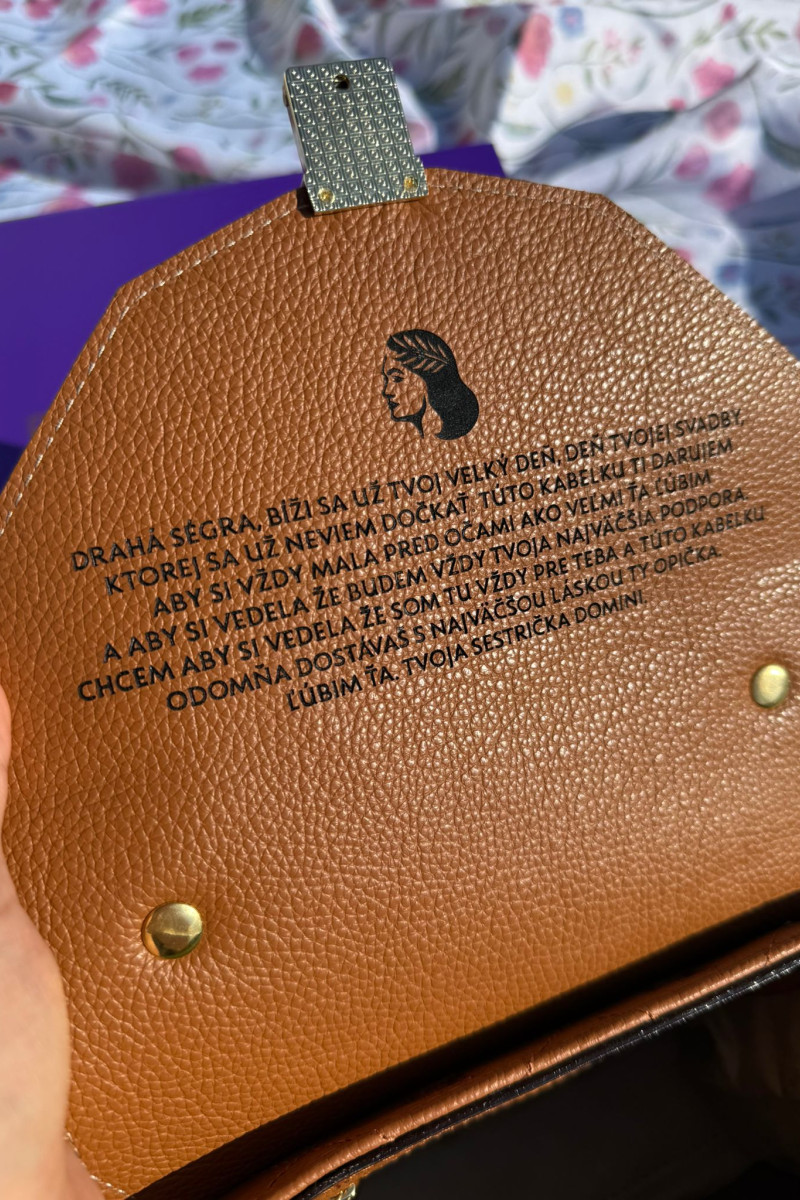 DRAHÁ SÉGRA, BÍŽI SA UŽ TVOJ VELKÝ DEŇ, DEŇ TVOJEJ SVADBY,
KTOREJ SA UŽ NEVIEM DOČKAŤ. TÚTO KABELKU TI DARUJEM
ABY SI VŽDY MALA PRED OČAMI AKO VEĽMI ŤA ĽÚBIM
A ABY SI VEDELA ŽE BUDEM VŽDY TVOJA NAJVÄČŠIA PODPORA.
CHCEM ABY SI VEDELA ŽE SOM TU VŽDY PRE TEBA A TÚTO KABELKU
ODOMŇA DOSTÁVAŠ S NAJVÄČŠOU LÁSKOU TY OPIČKA.
ĽÚBIM ŤA. TVOJA SESTRIČKA DOMINI.